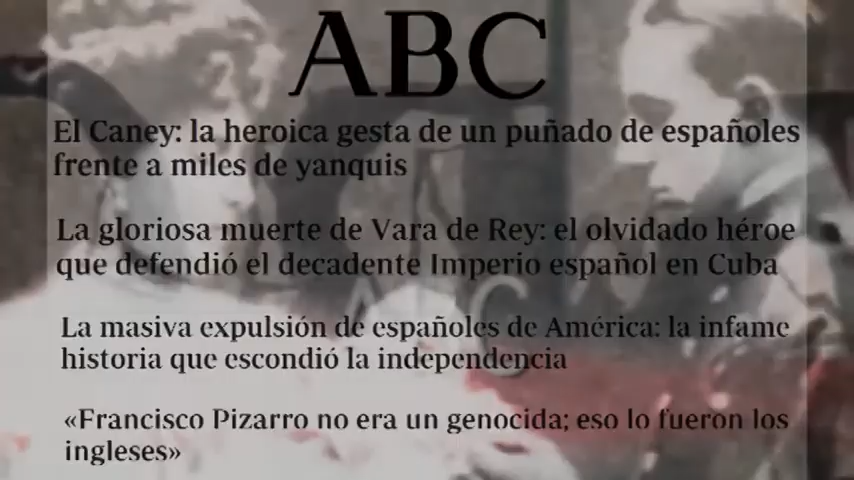 ABC
El Caney: la heroica gesta de un puñado de españoles
frente a miles de yanquis
La gloriosa muerte de Vara de Rey: el olvidado héroe
que defendió el decadente Imperio español en Cuba
La masiva expulsión de españoles de América: la infame
historia que escondió la independencia
«Francisco Pizarro no era un genocida; eso lo fueron los
ingleses»